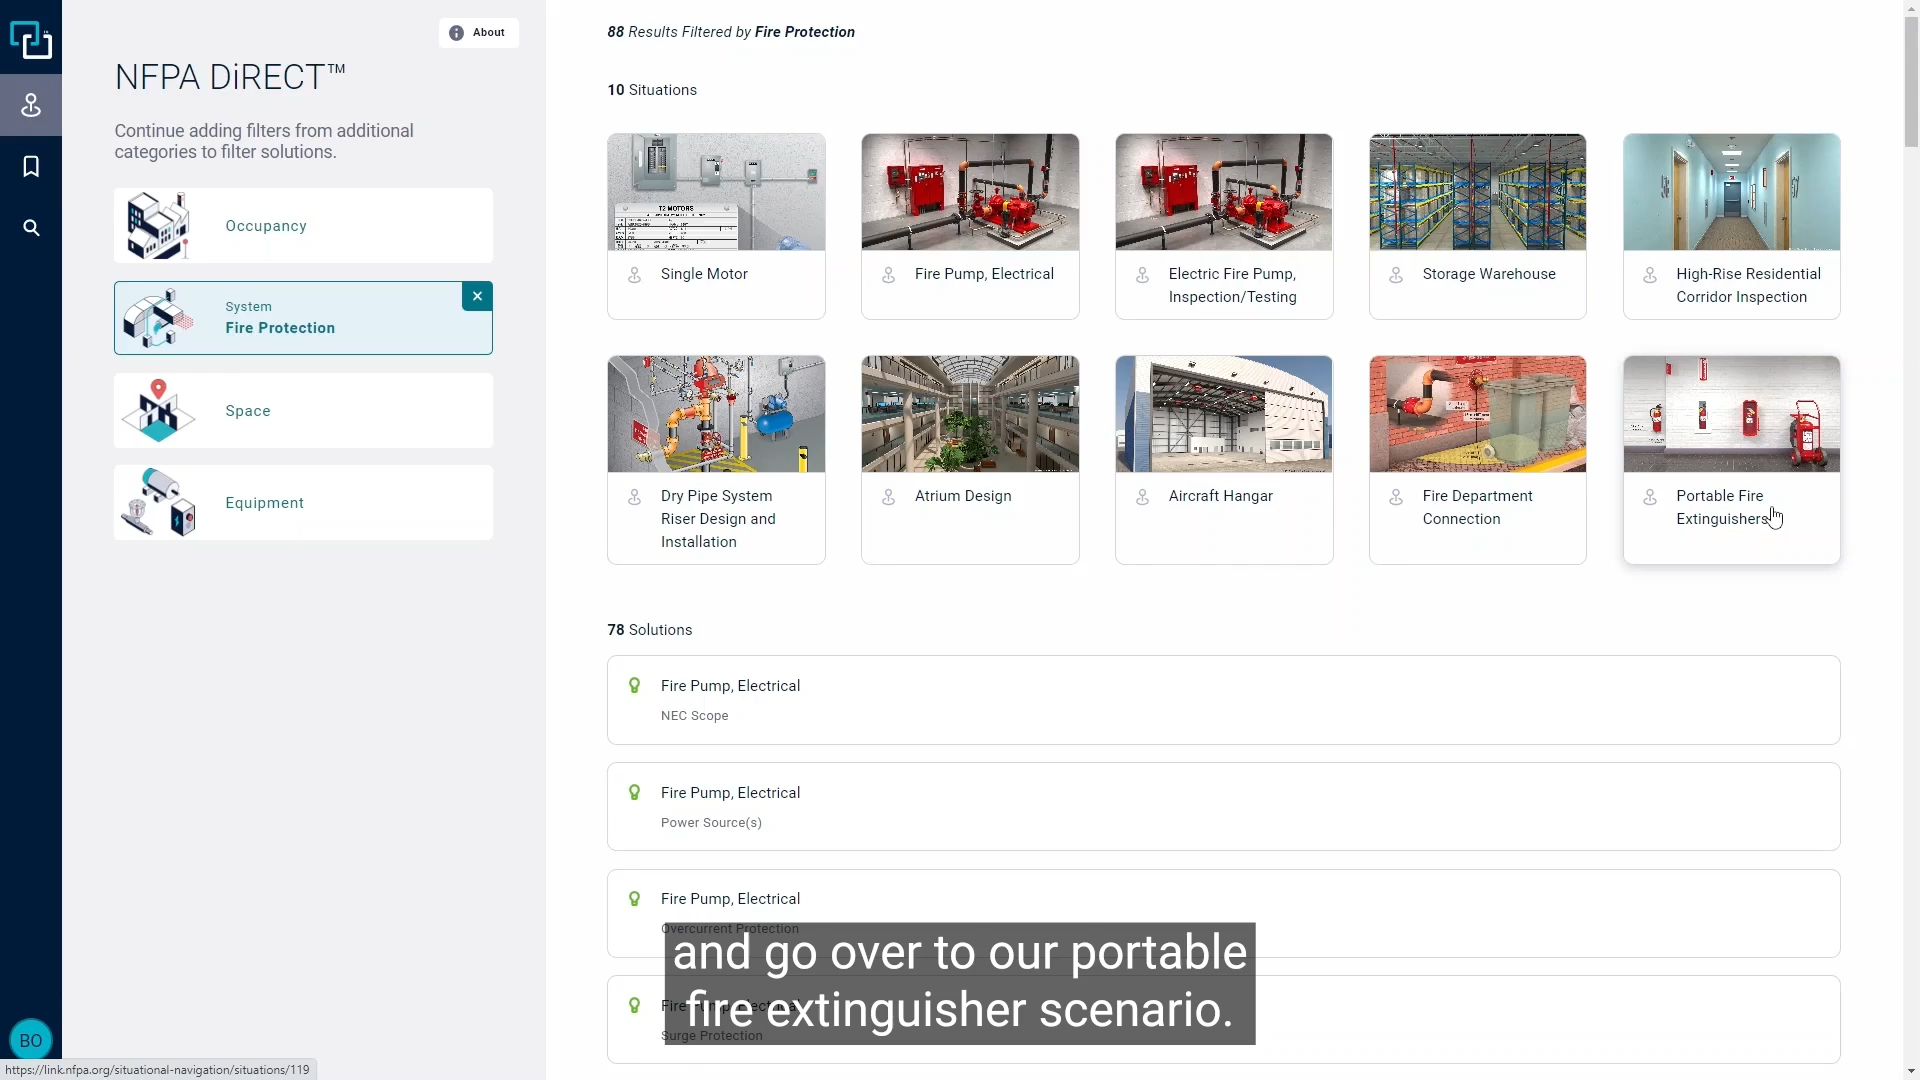 About
NFPA DiRECT™
Continue adding filters from additional
categories to filter solutions.
Occupancy
System
Fire Protection
Space
Equipment
88 Results Filtered by Fire Protection
10 Situations
Single Motor
Fire Pump, Electrical
Electric Fire Pump,
Inspection/Testing
Storage Warehouse
High-Rise Residential
Corridor Inspection
T2 MOTORS
Dry Pipe System
Riser Design and
Installation
Atrium Design
Aircraft Hangar
Fire Department
Connection
Portable Fire
Extinguishers
78 Solutions
Fire Pump, Electrical
NEC Scope
Fire Pump, Electrical
Power Source(s)
Fire Pump, Electrical
Overcurrent Protection
Fire Pump, Electrical
Surge Protection
and go over to our portable
fire extinguisher scenario.
BO
https://link.nfpa.org/situational-navigation/situations/119